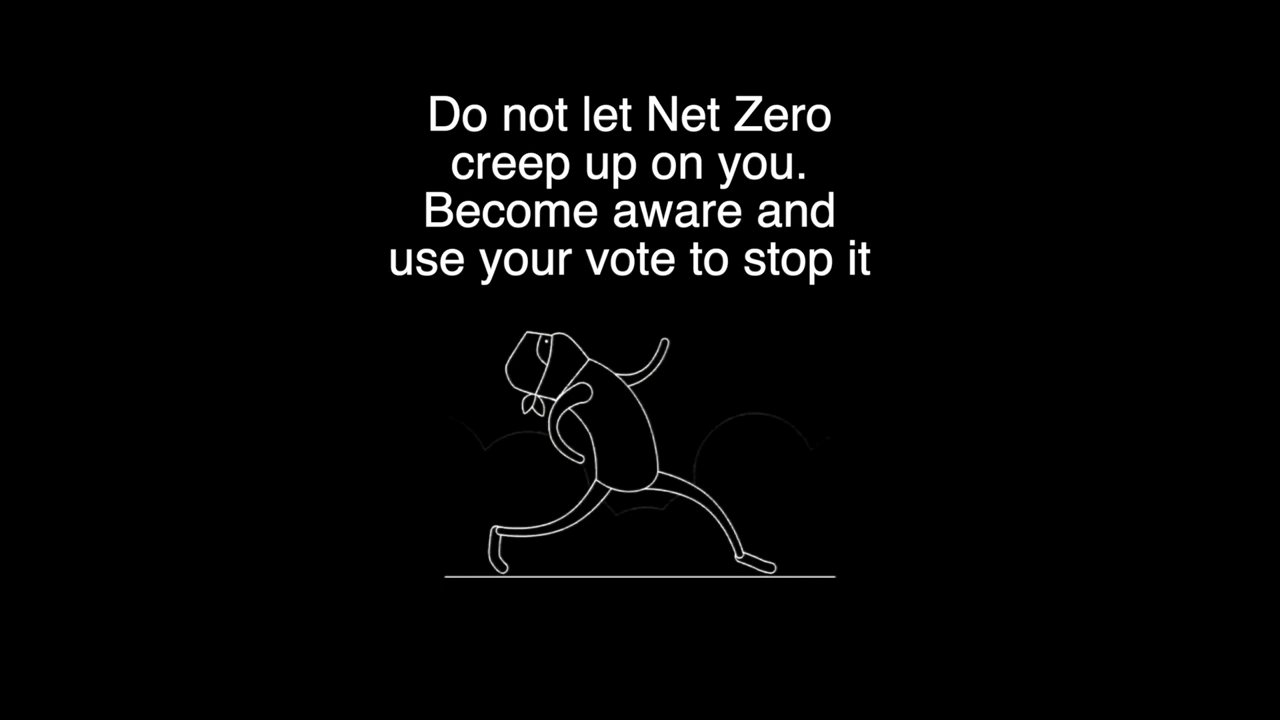 Do not let Net Zero
creep up on you.
Become aware and
use your vote to stop it